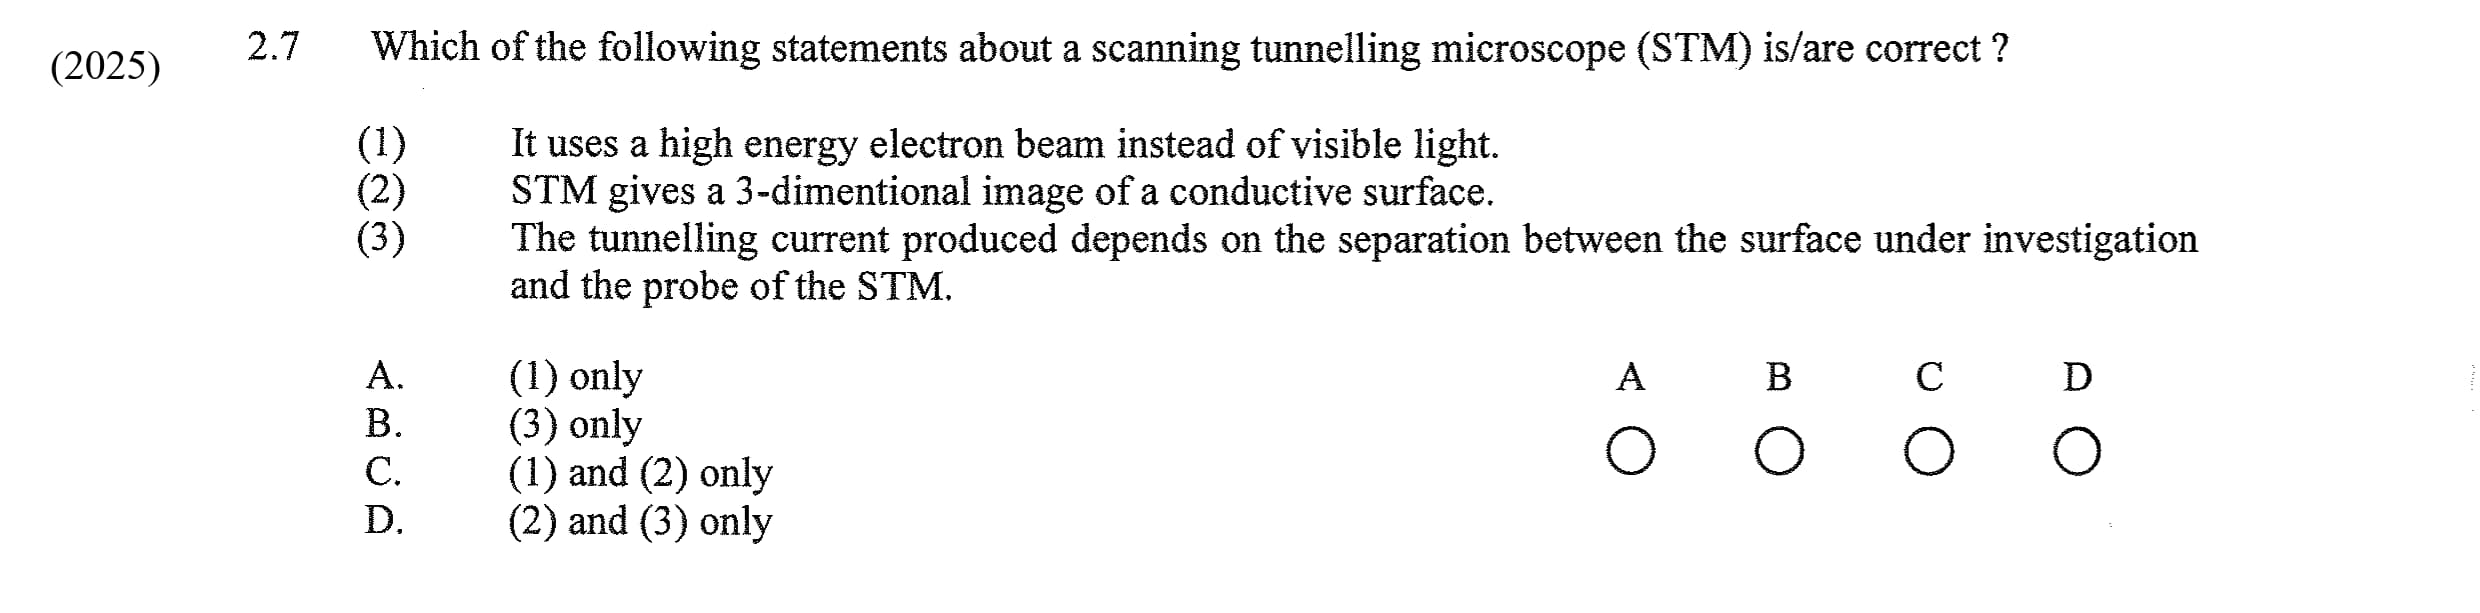 (2025) 2.7 Which of the following statements about a scanning tunnelling microscope (STM) is/are correct ?
(1) It uses a high energy electron beam instead of visible light.
(2) STM gives a 3-dimentional image of a conductive surface.
(3) The tunnelling current produced depends on the separation between the surface under investigation
and the probe of the STM.
A. (1) only A B C D
B. (3) only
C. (1) and (2) only
D. (2) and (3) only